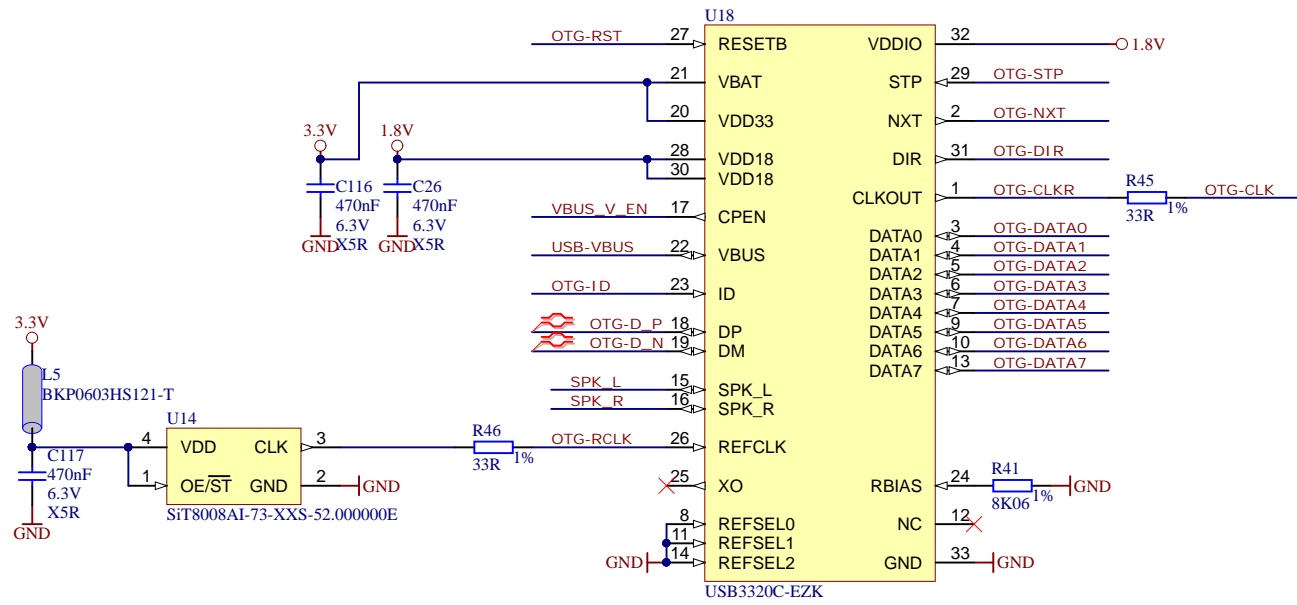 U18
OTG-RST 27 RESETB VDDIO 32 1.8V
21 VBAT STP 29 OTG-STP
20 VDD33 NXT 2 OTG-NXT
3.3V 1.8V 28 VDD18 DIR 31 OTG-DIR
30 VDD18
C116 C26 CLKOUT 1 OTG-CLKR R45 OTG-CLK
470nF 470nF 33R 1%
6.3V 6.3V VBUS_V_EN 17 CPEN
X5R X5R
GND GND
DATA0 3 OTG-DATA0
USB-VBUS 22 VBUS DATA1 4 OTG-DATA1
DATA2 5 OTG-DATA2
OTG-ID 23 ID DATA3 6 OTG-DATA3
DATA4 7 OTG-DATA4
3.3V OTG-D_P 18 DP DATA5 9 OTG-DATA5
OTG-D_N 19 DM DATA6 10 OTG-DATA6
DATA7 13 OTG-DATA7
L5
BKP0603HS121-T
SPK_L 15 SPK_L
SPK_R 16 SPK_R
U14
4 VDD CLK 3 R46 OTG-RCLK 26 REFCLK
33R 1%
C117
470nF
6.3V
X5R
GND
1 OE/ST GND 2 GND
25 XO RBIAS 24 R41 GND
8K06 1%
SiT8008AI-73-XXS-52.000000E
8 REFSEL0 NC 12
11 REFSEL1
GND 14 REFSEL2 GND 33 GND
USB3320C-EZK